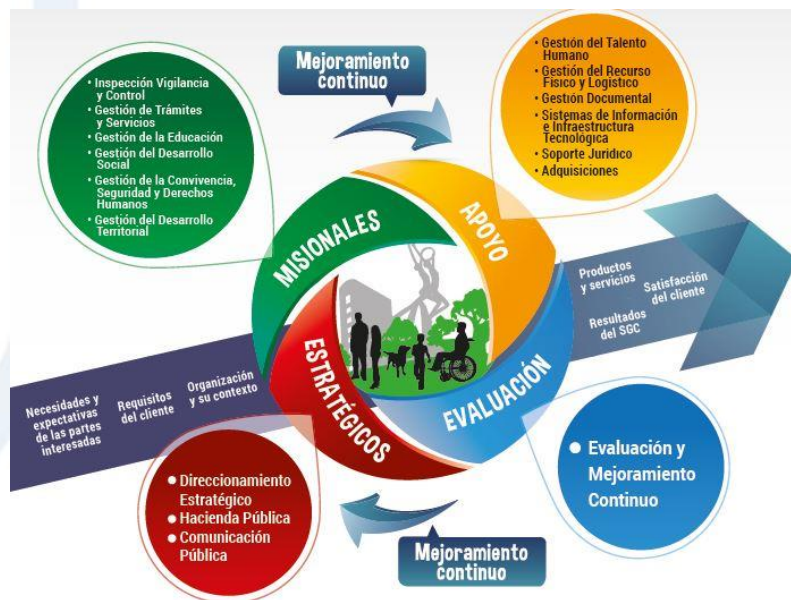 Mejoramiento
continuo
• Inspección Vigilancia
y Control
• Gestión de Trámites
y Servicios
• Gestión de la Educación
• Gestión del Desarrollo
Social
• Gestión de la Convivencia,
Seguridad y Derechos
Humanos
• Gestión del Desarrollo
Territorial
• Gestión del Talento
Humano
• Gestión del Recurso
Físico y Logístico
• Gestión Documental
• Sistemas de Información
e Infraestructura
Tecnológica
• Soporte Jurídico
• Adquisiciones
MISIONALES
APOYO
ESTRATÉGICOS
EVALUACIÓN
Necesidades y
expectativas
de las partes
interesadas
Requisitos
del cliente
Organización
y su contexto
Productos
y servicios
Satisfacción
del cliente
Resultados
del SGC
• Direccionamiento
Estratégico
• Hacienda Pública
• Comunicación
Pública
• Evaluación y
Mejoramiento
Continuo
Mejoramiento
continuo